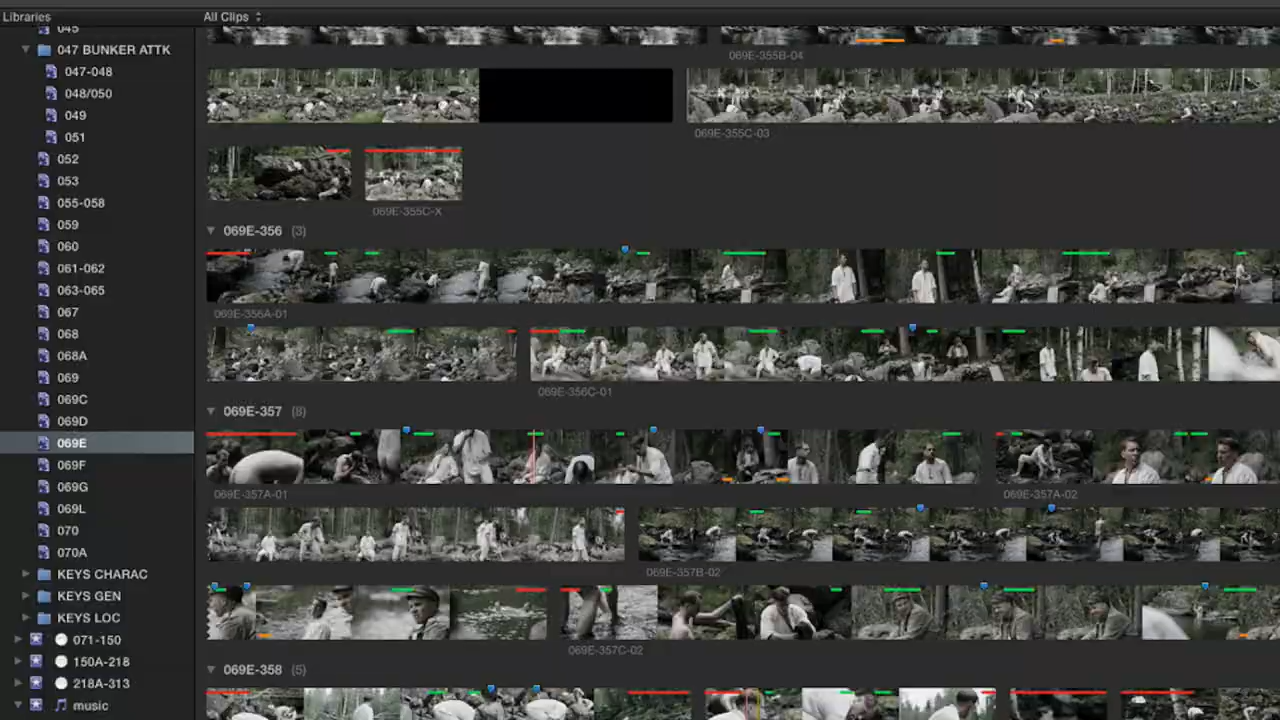 Libraries
All Clips
045
047 BUNKER ATTK
047-048
048/050
049
051
052
053
055-058
059
060
061-062
063-065
067
068
068A
069
069C
069D
069E
069F
069G
069L
070
070A
KEYS CHARAC
KEYS GEN
KEYS LOC
071-150
150A-218
218A-313
music
069E-355B-04
069E-355C-03
069E-355C-X
069E-356 (3)
069E-356A-01
069E-356C-01
069E-357 (8)
069E-357A-01
069E-357A-02
069E-357B-02
069E-357C-02
069E-358 (5)